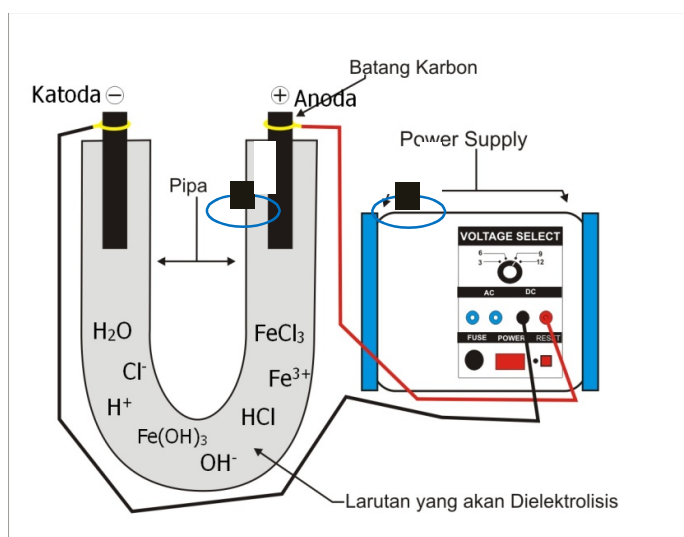 Batang Karbon
Katoda ⊖
⊕ Anoda
Power Supply
Pipa
VOLTAGE SELECT
6 9
3 12
AC DC
FUSE POWER RESET
H₂O
FeCl₃
Cl⁻
Fe³⁺
H⁺
HCl
Fe(OH)₃
OH⁻
Larutan yang akan Dielektrolisis